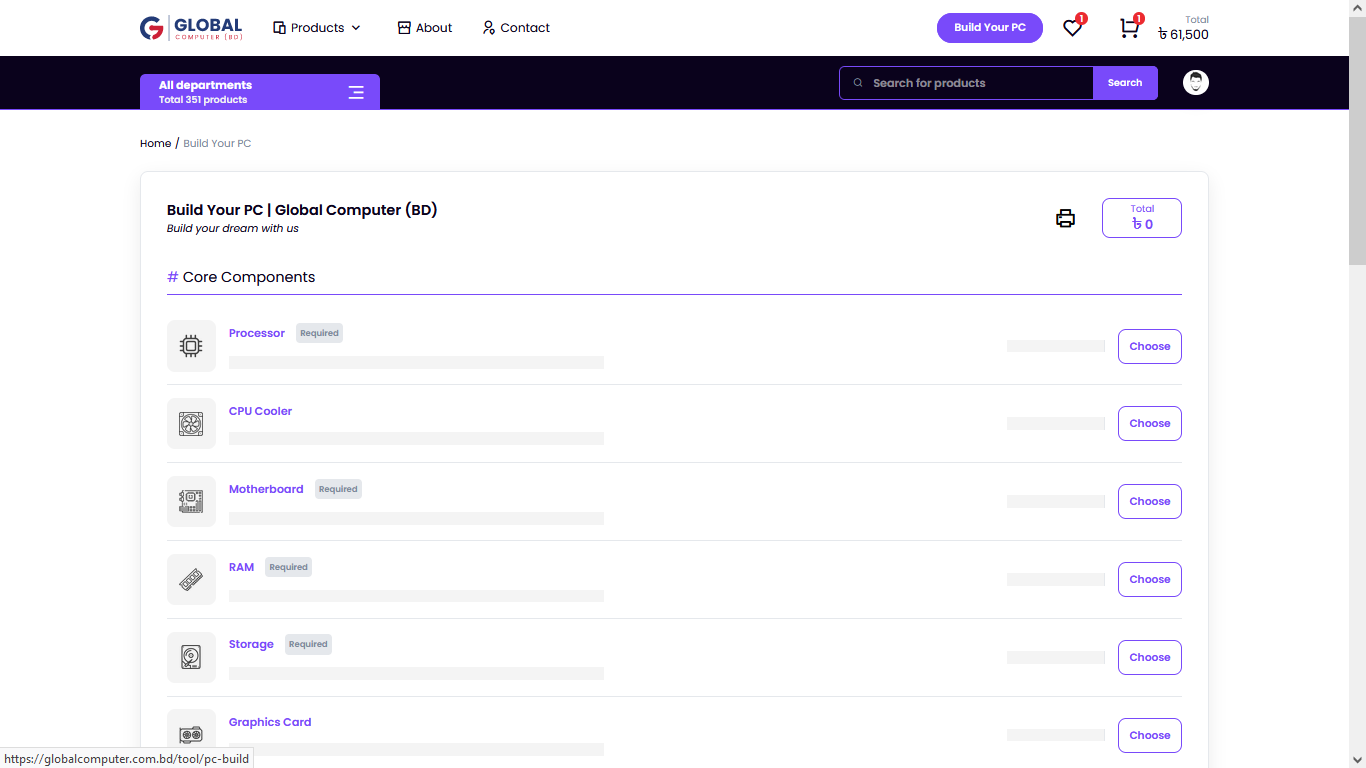 GLOBAL
COMPUTER (BD)
Products
About
Contact
Build Your PC
1
1
Total
৳ 61,500
All departments
Total 351 products
Search for products
Search
Home / Build Your PC
Build Your PC | Global Computer (BD)
Build your dream with us
Total
৳ 0
# Core Components
Processor Required
Choose
CPU Cooler
Choose
Motherboard Required
Choose
RAM Required
Choose
Storage Required
Choose
Graphics Card
Choose
https://globalcomputer.com.bd/tool/pc-build